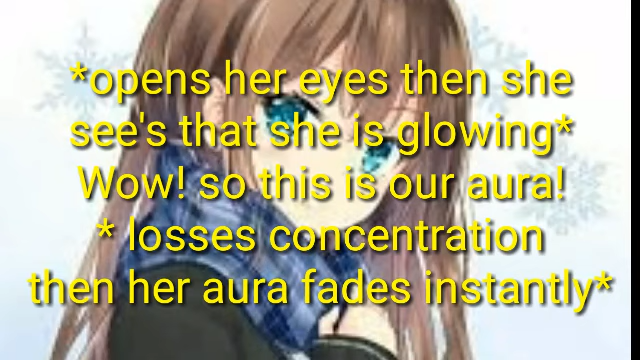 *opens her eyes then she
see's that she is glowing*
Wow! so this is our aura!
* losses concentration
then her aura fades instantly*